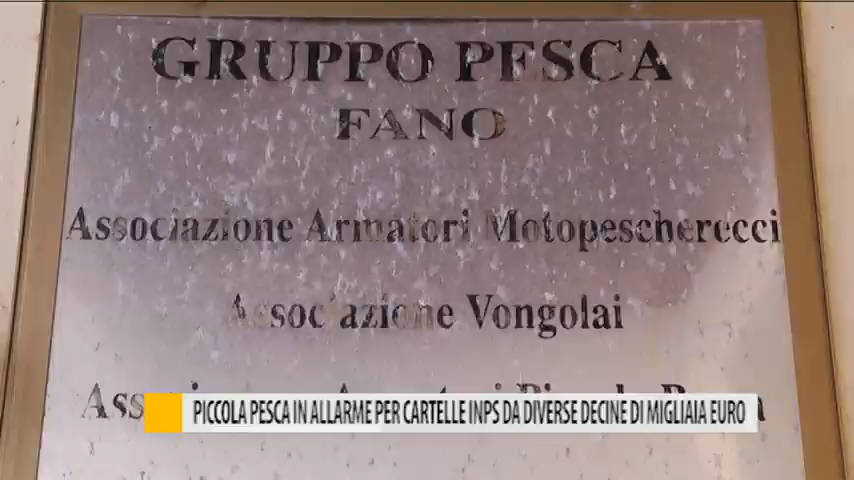 GRUPPO PESCA
FANO
Associazione Armatori Motopescherecci
Associazione Vongolai
PICCOLA PESCA IN ALLARME PER CARTELLE INPS DA DIVERSE DECINE DI MIGLIAIA EURO